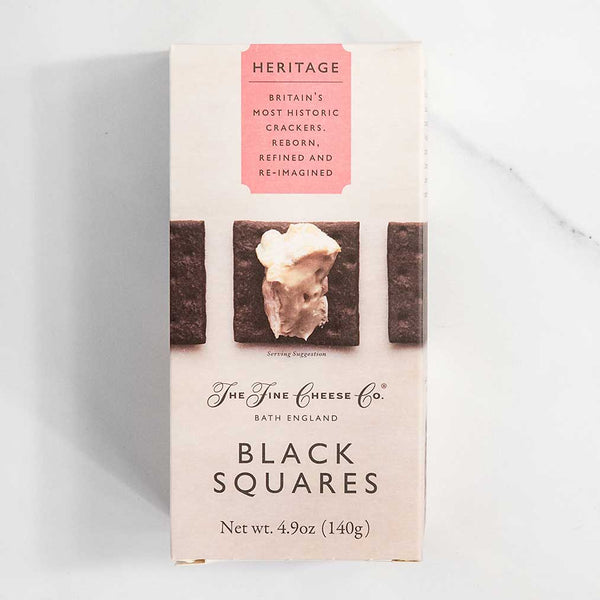 HERITAGE
BRITAIN'S
MOST HISTORIC
CRACKERS.
REBORN,
REFINED AND
RE-IMAGINED
Serving Suggestion
THE FINE CHEESE CO.®
BATH ENGLAND
BLACK
SQUARES
Net wt. 4.9oz (140g)